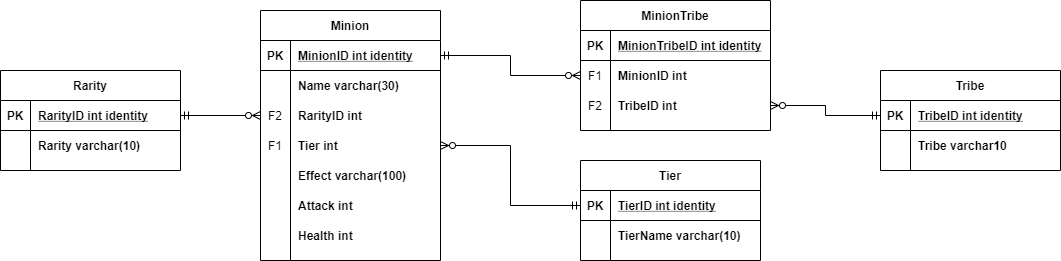 Rarity
PK RarityID int identity
Rarity varchar(10)
Minion
PK MinionID int identity
Name varchar(30)
F2 RarityID int
F1 Tier int
Effect varchar(100)
Attack int
Health int
MinionTribe
PK MinionTribeID int identity
F1 MinionID int
F2 TribeID int
Tier
PK TierID int identity
TierName varchar(10)
Tribe
PK TribeID int identity
Tribe varchar10